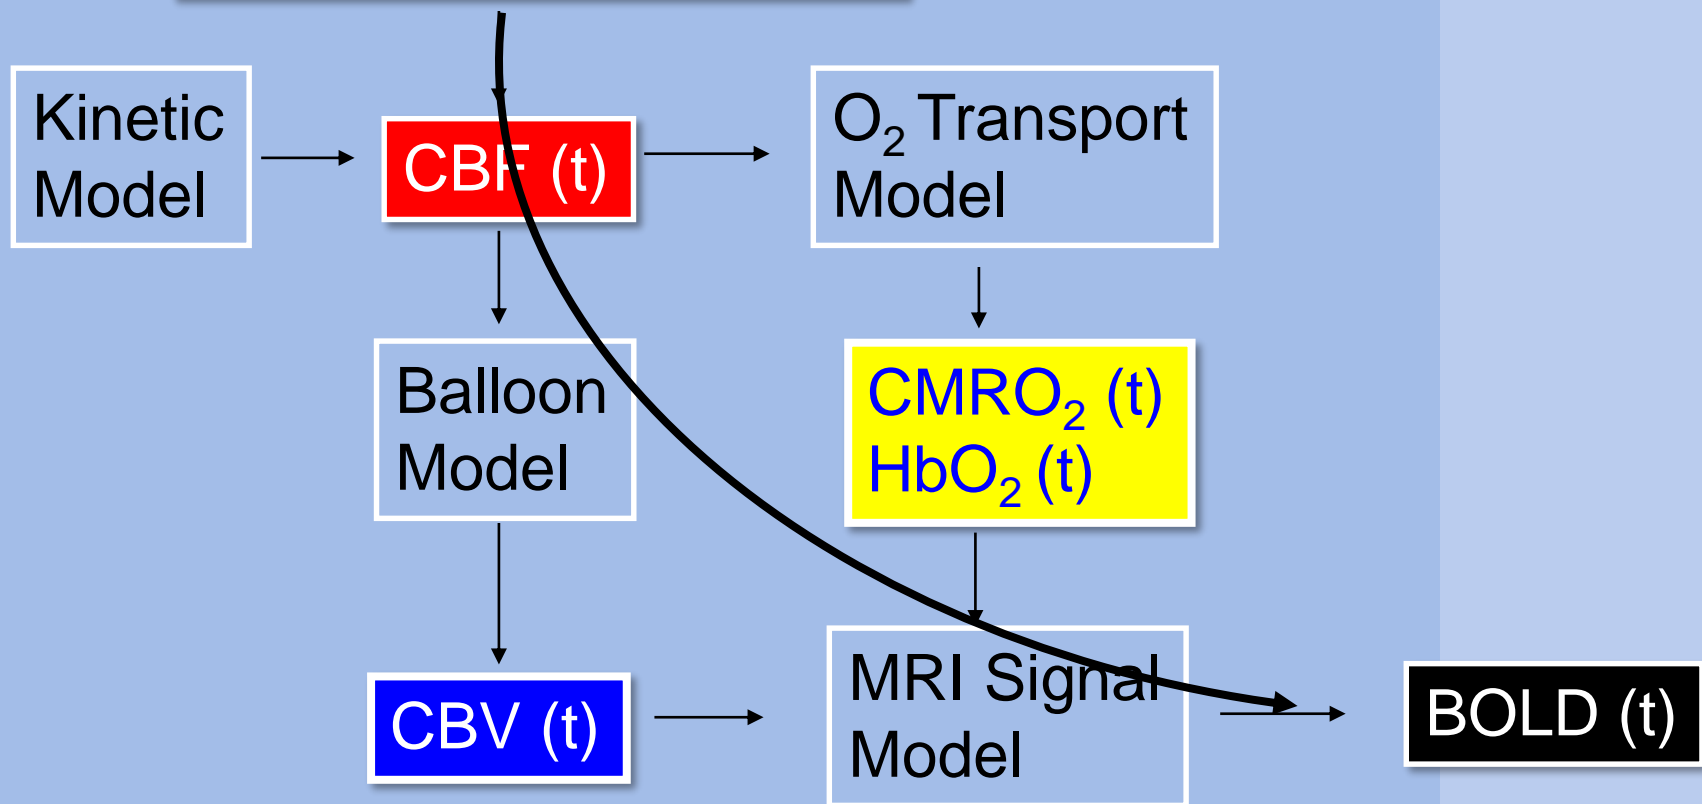 Kinetic
Model
CBF (t)
O₂ Transport
Model
Balloon
Model
CMRO₂ (t)
HbO₂ (t)
CBV (t)
MRI Signal
Model
BOLD (t)